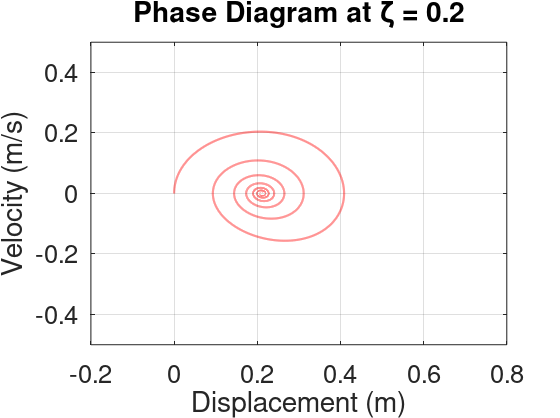 Phase Diagram at ζ = 0.2
Velocity (m/s)
0.4
0.2
0
-0.2
-0.4
-0.2 0 0.2 0.4 0.6 0.8
Displacement (m)